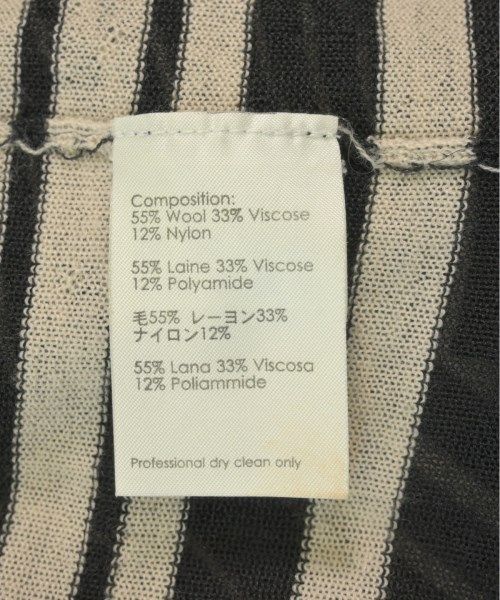 Composition:
55% Wool 33% Viscose
12% Nylon
55% Laine 33% Viscose
12% Polyamide
毛55% レーヨン33%
ナイロン12%
55% Lana 33% Viscosa
12% Poliammide
Professional dry clean only